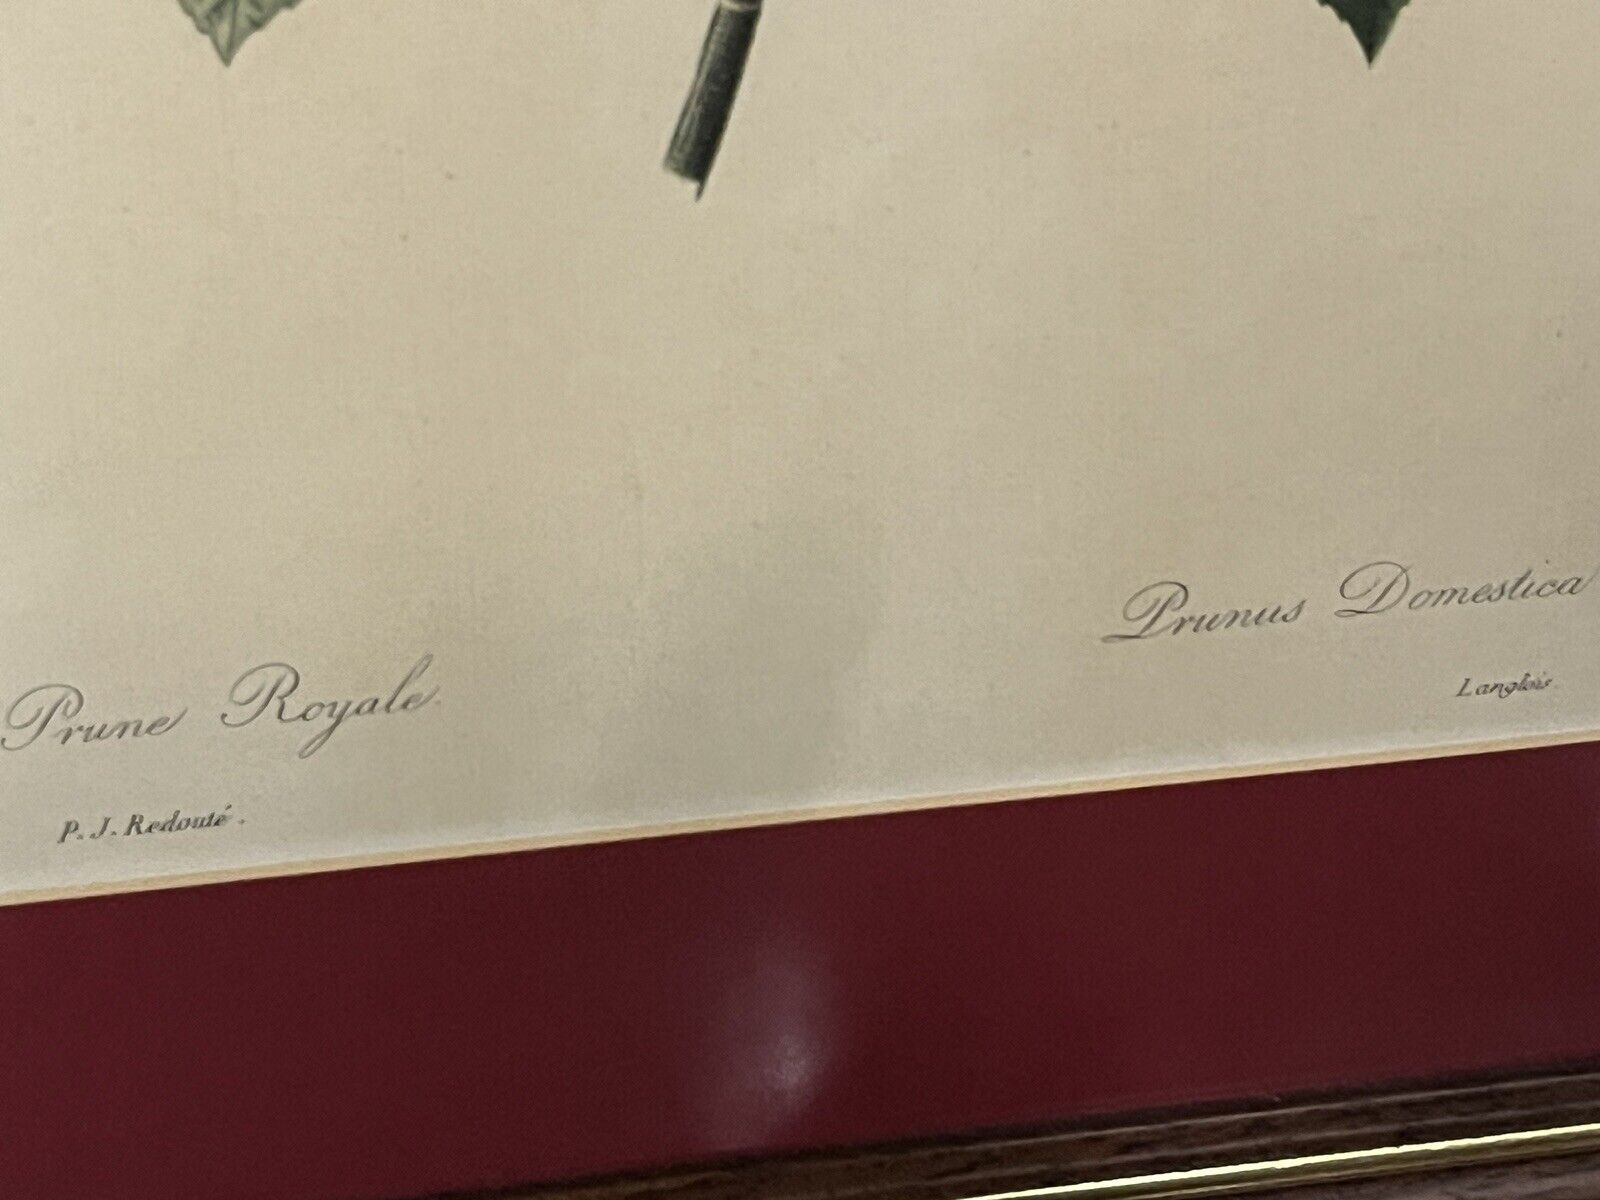 Prune Royale.
Prunus Domestica
P. J. Redouté.
Langlois.